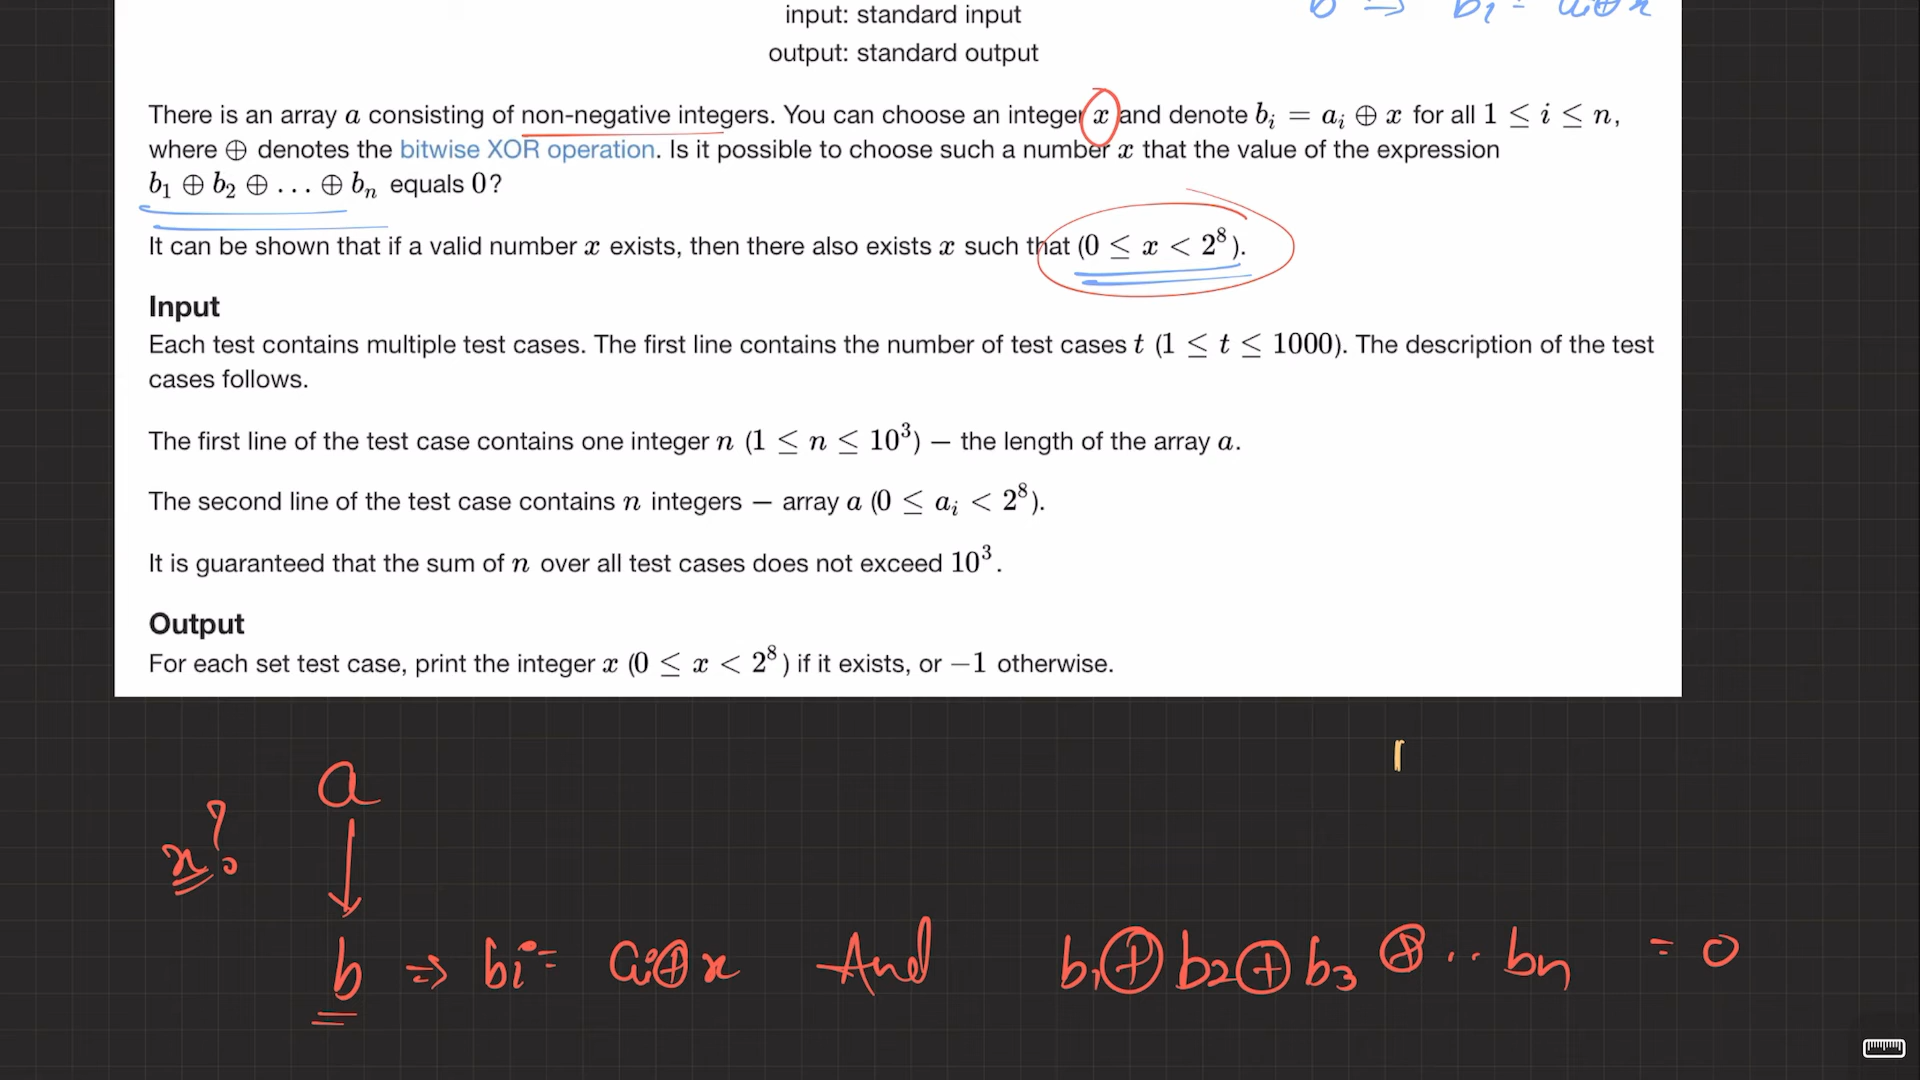 input: standard input
b ⇒ bi = ai⊕x
output: standard output
There is an array a consisting of non-negative integers. You can choose an integer x and denote b_i = a_i ⊕ x for all 1 ≤ i ≤ n,
where ⊕ denotes the bitwise XOR operation. Is it possible to choose such a number x that the value of the expression
b_1 ⊕ b_2 ⊕ ... ⊕ b_n equals 0?
It can be shown that if a valid number x exists, then there also exists x such that (0 ≤ x < 2^8).
Input
Each test contains multiple test cases. The first line contains the number of test cases t (1 ≤ t ≤ 1000). The description of the test
cases follows.
The first line of the test case contains one integer n (1 ≤ n ≤ 10^3) — the length of the array a.
The second line of the test case contains n integers — array a (0 ≤ a_i < 2^8).
It is guaranteed that the sum of n over all test cases does not exceed 10^3.
Output
For each set test case, print the integer x (0 ≤ x < 2^8) if it exists, or −1 otherwise.
a
x?
b ⇒ bi = ai⊕x And b1⊕b2⊕b3⊕..bn = 0